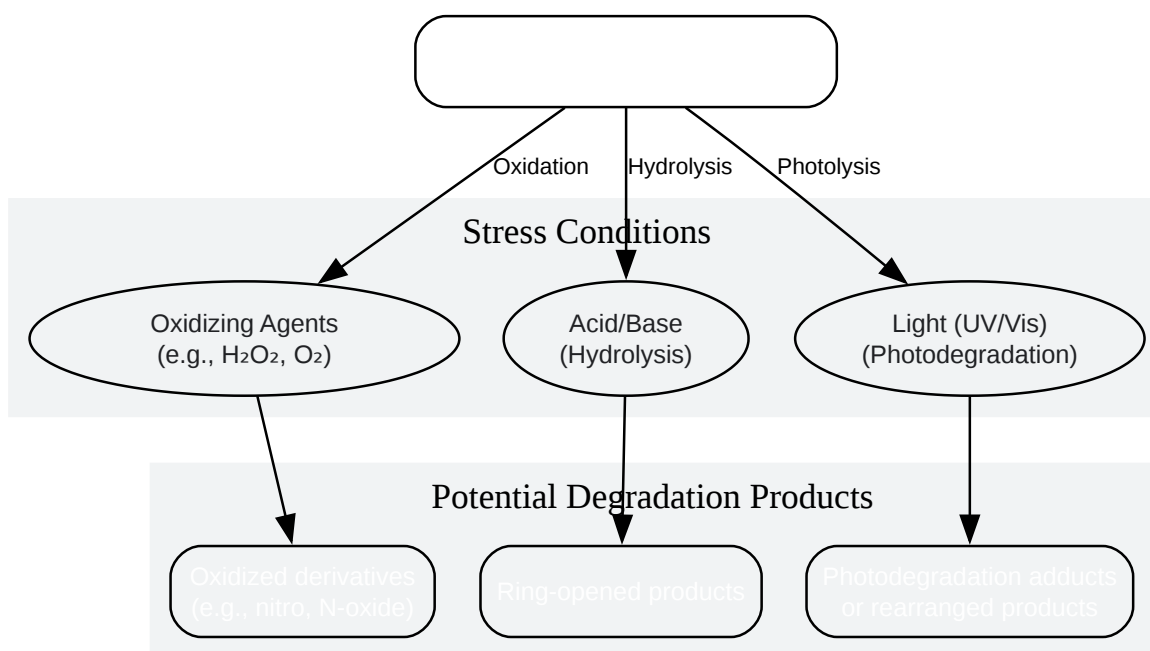 Oxidation
Hydrolysis
Photolysis
Stress Conditions
Oxidizing Agents
(e.g., H₂O₂, O₂)
Acid/Base
(Hydrolysis)
Light (UV/Vis)
(Photodegradation)
Potential Degradation Products
Oxidized derivatives
(e.g., nitro, N-oxide)
Ring-opened products
Photodegradation adducts
or rearranged products